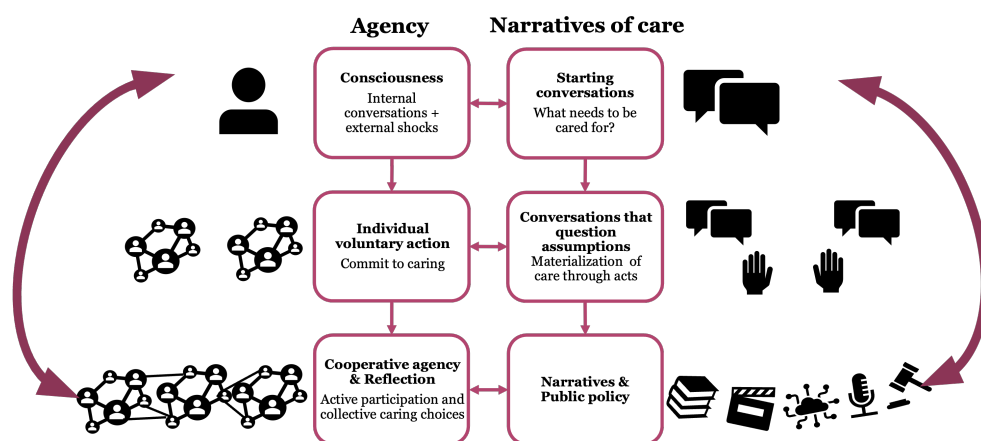 Agency
Narratives of care
Consciousness
Internal
conversations +
external shocks
Starting
conversations
What needs to be
cared for?
Individual
voluntary action
Commit to caring
Conversations that
question
assumptions
Materialization of
care through acts
Cooperative agency
& Reflection
Active participation and
collective caring choices
Narratives &
Public policy